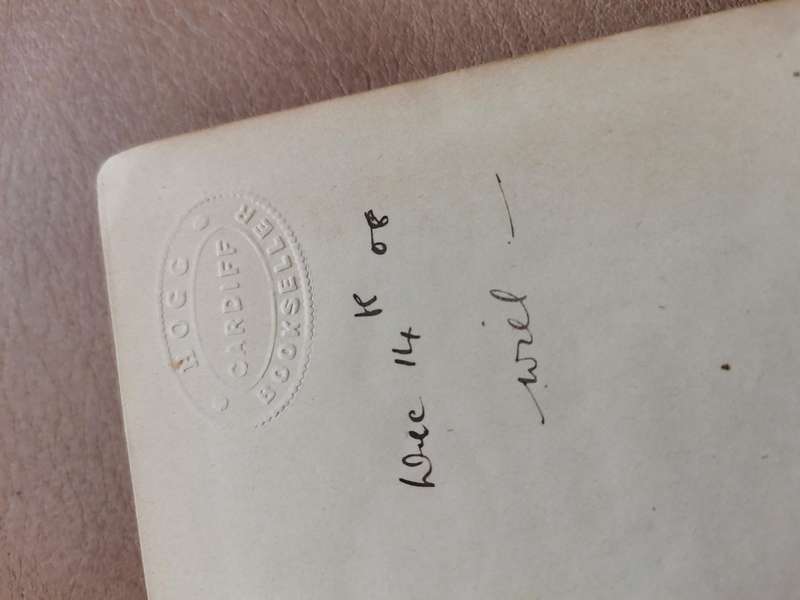 HOGG
CARDIFF
BOOKSELLER
Dec 14 K 08